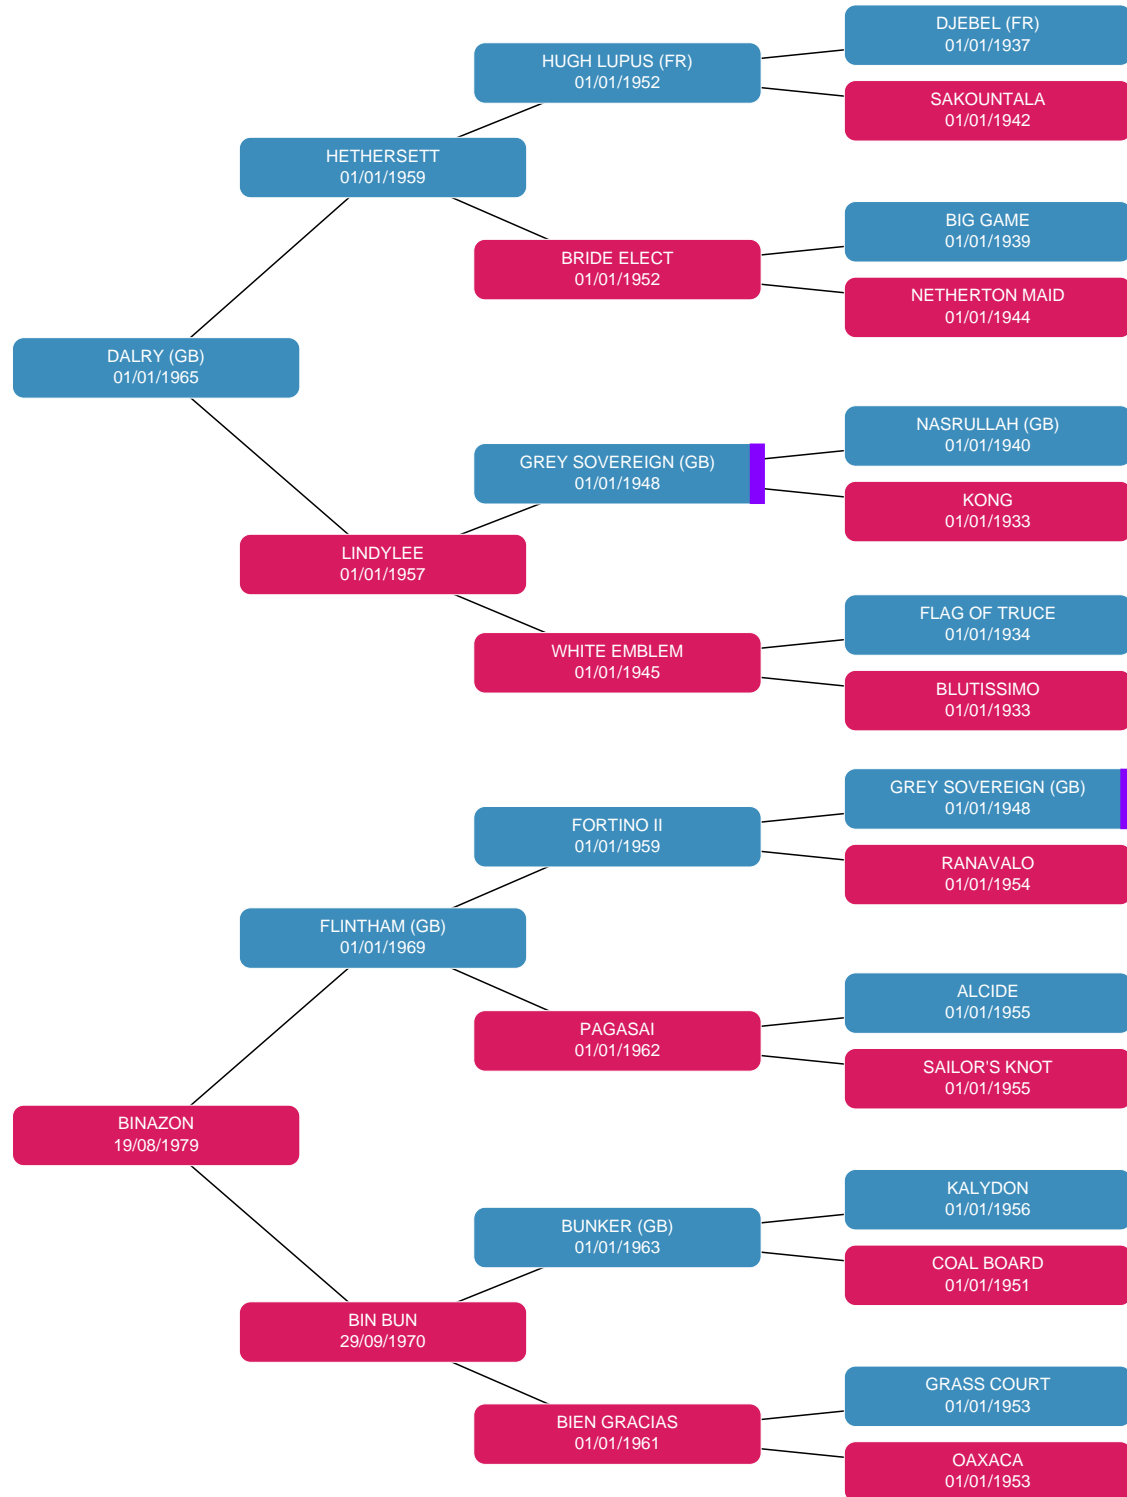 DJEBEL (FR)
01/01/1937
HUGH LUPUS (FR)
01/01/1952
SAKOUNTALA
01/01/1942
HETHERSETT
01/01/1959
BIG GAME
01/01/1939
BRIDE ELECT
01/01/1952
NETHERTON MAID
01/01/1944
DALRY (GB)
01/01/1965
NASRULLAH (GB)
01/01/1940
GREY SOVEREIGN (GB)
01/01/1948
KONG
01/01/1933
LINDYLEE
01/01/1957
FLAG OF TRUCE
01/01/1934
WHITE EMBLEM
01/01/1945
BLUTISSIMO
01/01/1933
GREY SOVEREIGN (GB)
01/01/1948
FORTINO II
01/01/1959
RANAVALO
01/01/1954
FLINTHAM (GB)
01/01/1969
ALCIDE
01/01/1955
PAGASAI
01/01/1962
SAILOR'S KNOT
01/01/1955
BINAZON
19/08/1979
KALYDON
01/01/1956
BUNKER (GB)
01/01/1963
COAL BOARD
01/01/1951
BIN BUN
29/09/1970
GRASS COURT
01/01/1953
BIEN GRACIAS
01/01/1961
OAXACA
01/01/1953